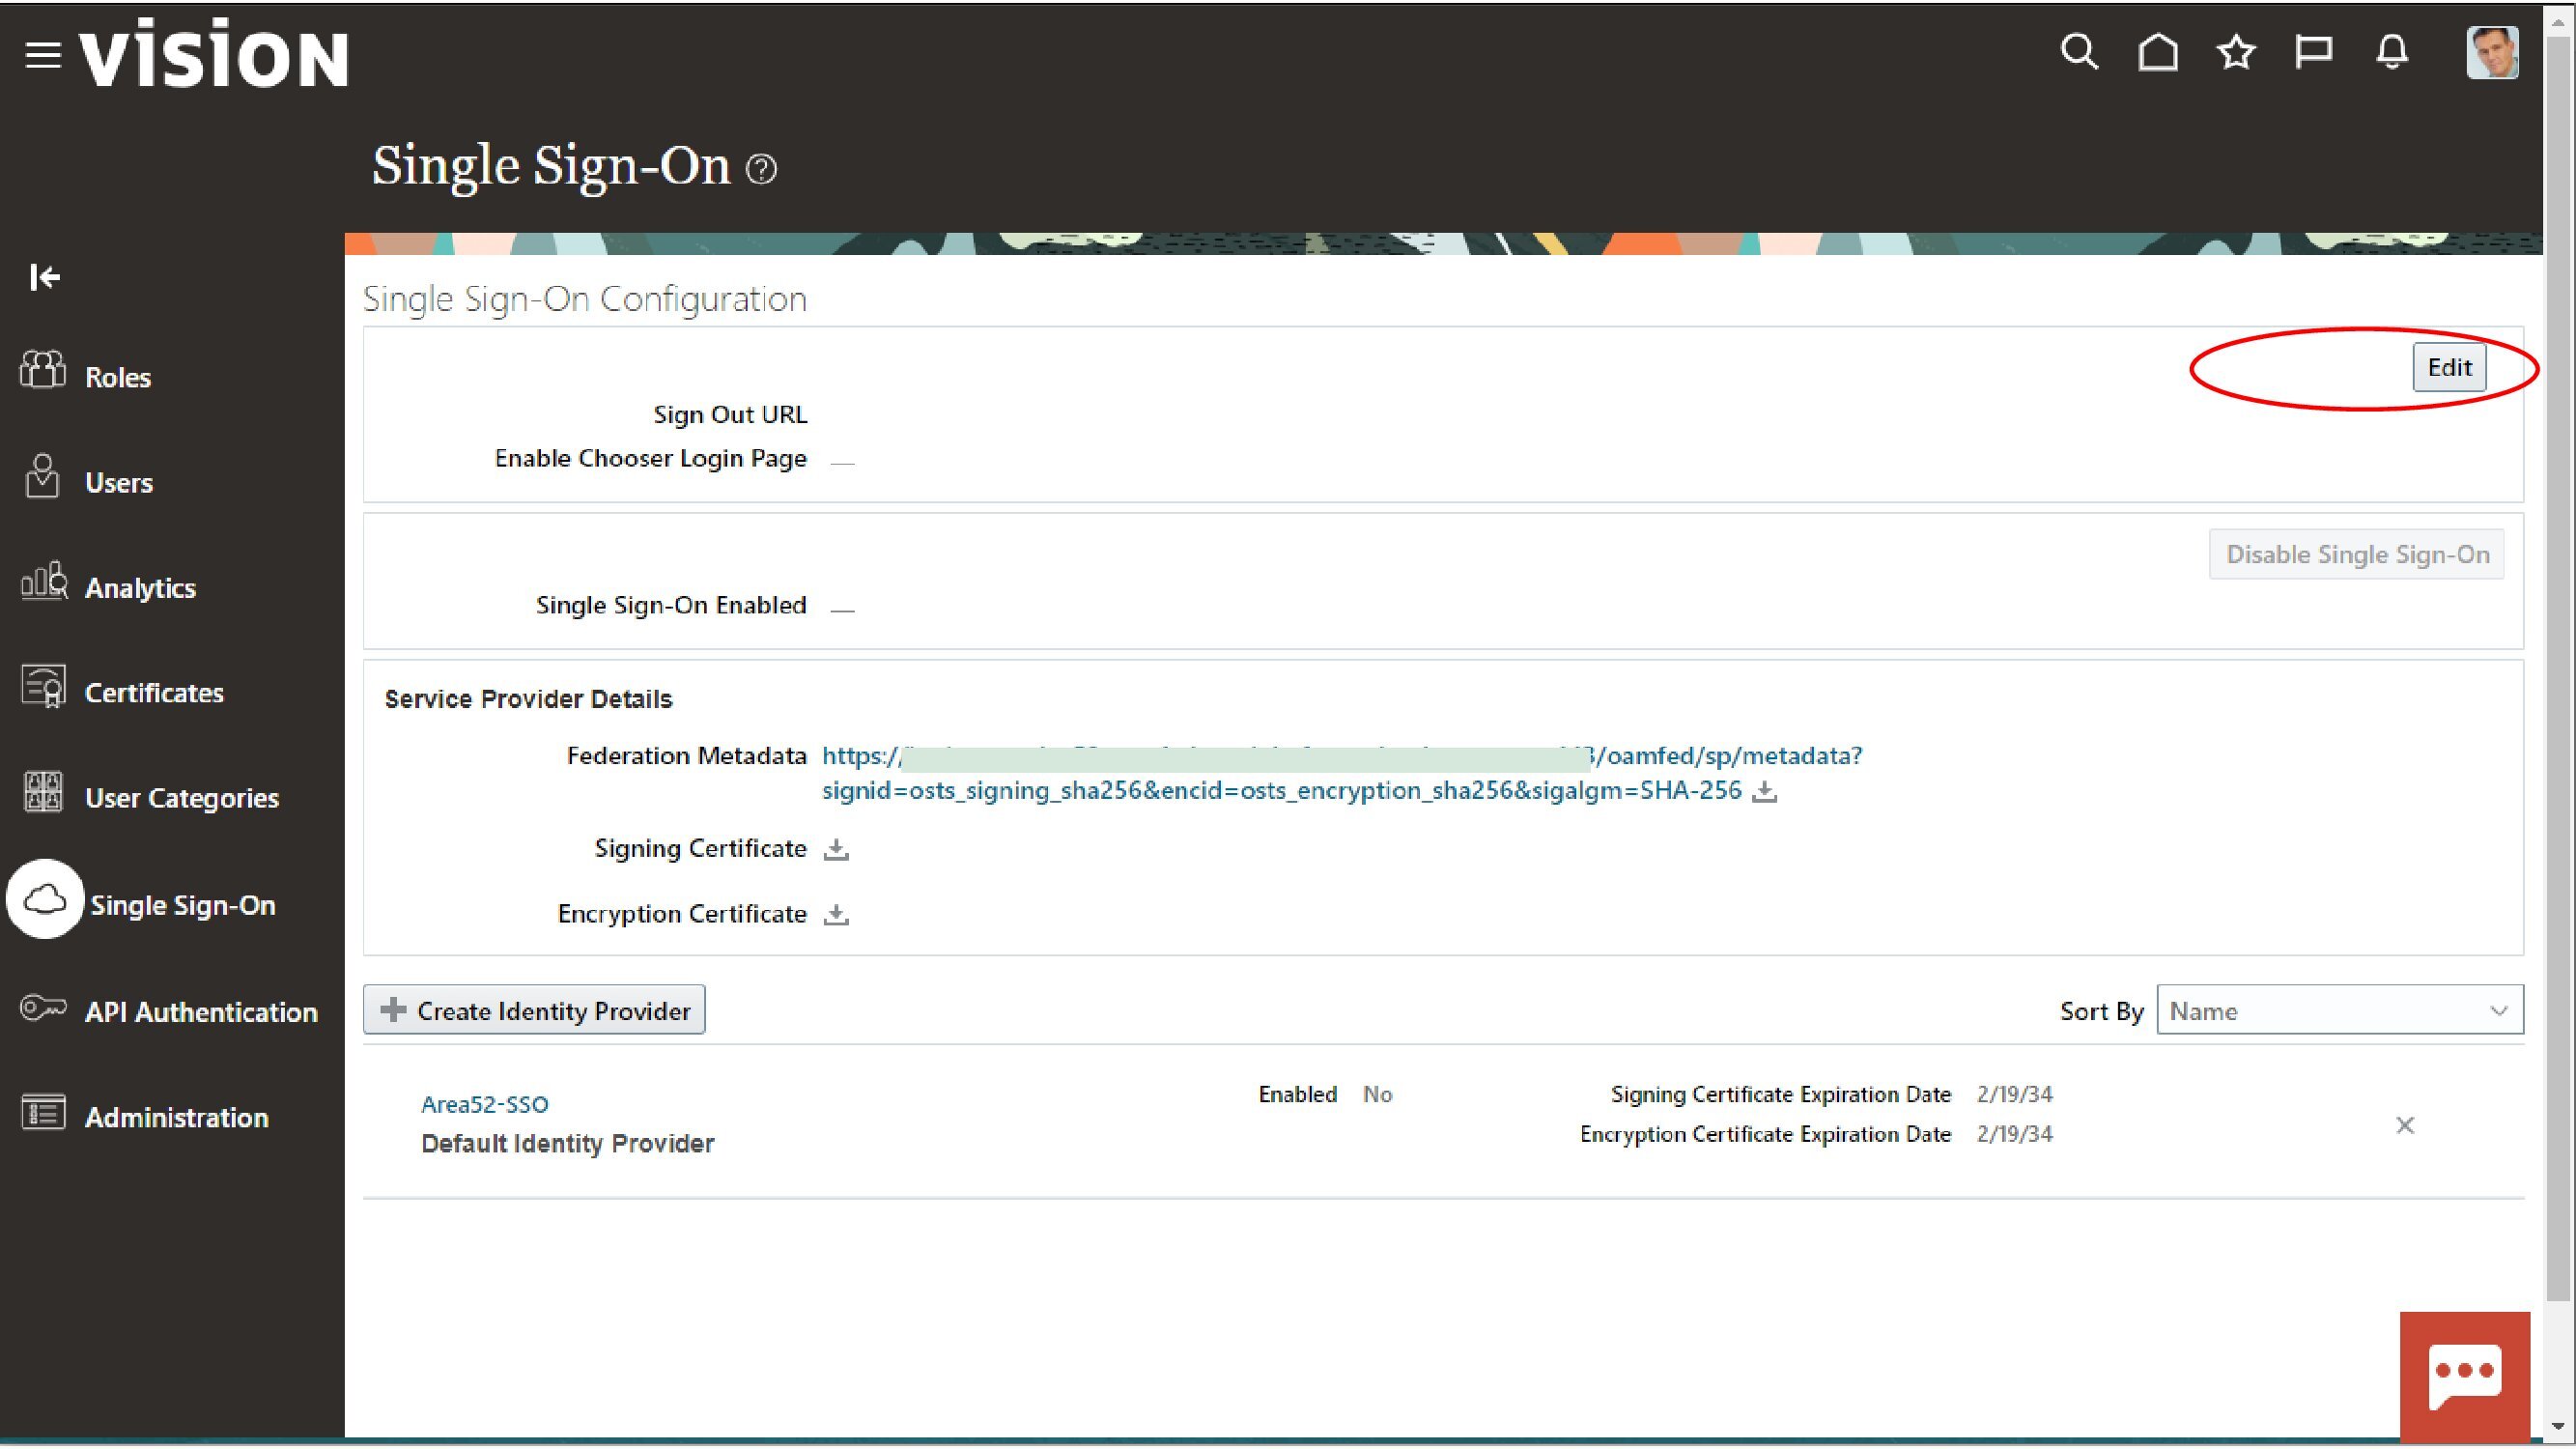 vision
Single Sign-On
Single Sign-On Configuration
Edit
Sign Out URL
Enable Chooser Login Page
Disable Single Sign-On
Single Sign-On Enabled
Service Provider Details
Federation Metadata https:// /oamfed/sp/metadata?
signid=osts_signing_sha256&encid=osts_encryption_sha256&sigalgm=SHA-256
Signing Certificate
Encryption Certificate
Create Identity Provider Sort By Name
Area52-SSO Enabled No Signing Certificate Expiration Date 2/19/34
Default Identity Provider Encryption Certificate Expiration Date 2/19/34
Roles
Users
Analytics
Certificates
User Categories
Single Sign-On
API Authentication
Administration